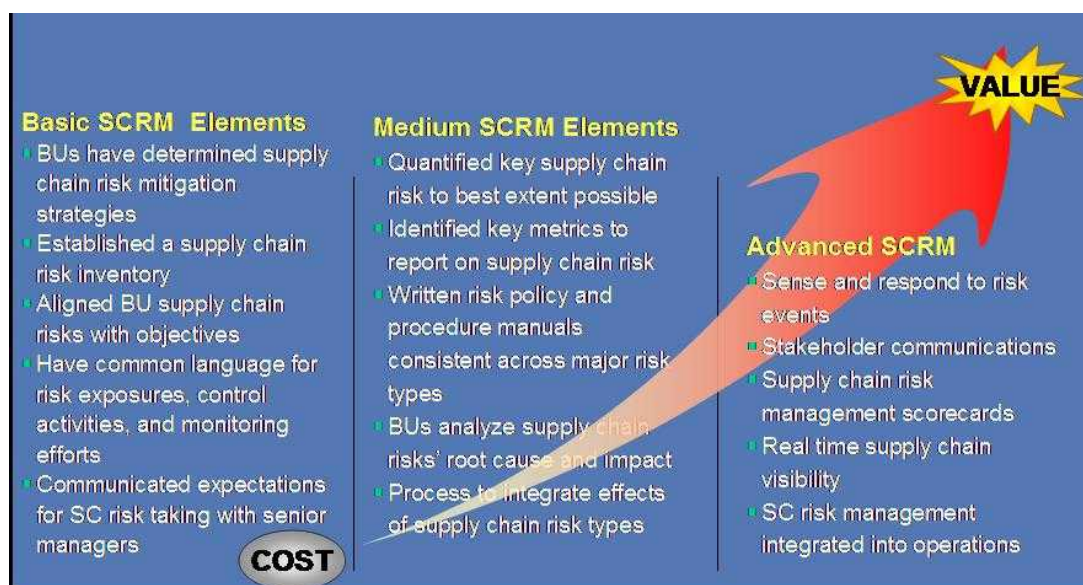 Basic SCRM Elements
BUs have determined supply
chain risk mitigation
strategies
Established a supply chain
risk inventory
Aligned BU supply chain
risks with objectives
Have common language for
risk exposures, control
activities, and monitoring
efforts
Communicated expectations
for SC risk taking with senior
managers
COST
Medium SCRM Elements
Quantified key supply chain
risk to best extent possible
Identified key metrics to
report on supply chain risk
Written risk policy and
procedure manuals
consistent across major risk
types
BUs analyze supply chain
risks' root cause and impact
Process to integrate effects
of supply chain risk types
VALUE
Advanced SCRM
Sense and respond to risk
events
Stakeholder communications
Supply chain risk
management scorecards
Real time supply chain
visibility
SC risk management
integrated into operations